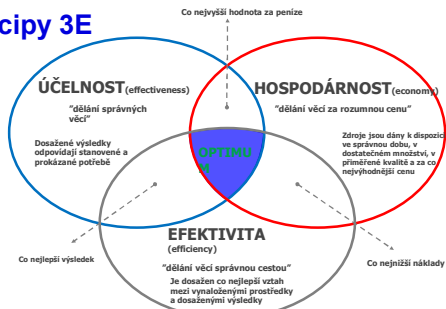 cipy 3E
Co nejvyšší hodnota za peníze
ÚČELNOST(effectiveness)
"dělání správných
věcí"
Dosažené výsledky
odpovídají stanovené a
prokázané potřebě
HOSPODÁRNOST(economy)
"dělání věcí za rozumnou cenu"
Zdroje jsou dány k dispozici
ve správnou dobu, v
dostatečném množství, v
přiměřené kvalitě a za co
nejvýhodnější cenu
OPTIMU
M
EFEKTIVITA
(efficiency)
"dělání věcí správnou cestou"
Je dosažen co nejlepší vztah
mezi vynaloženými prostředky
a dosaženými výsledky
Co nejlepší výsledek
Co nejnižší náklady